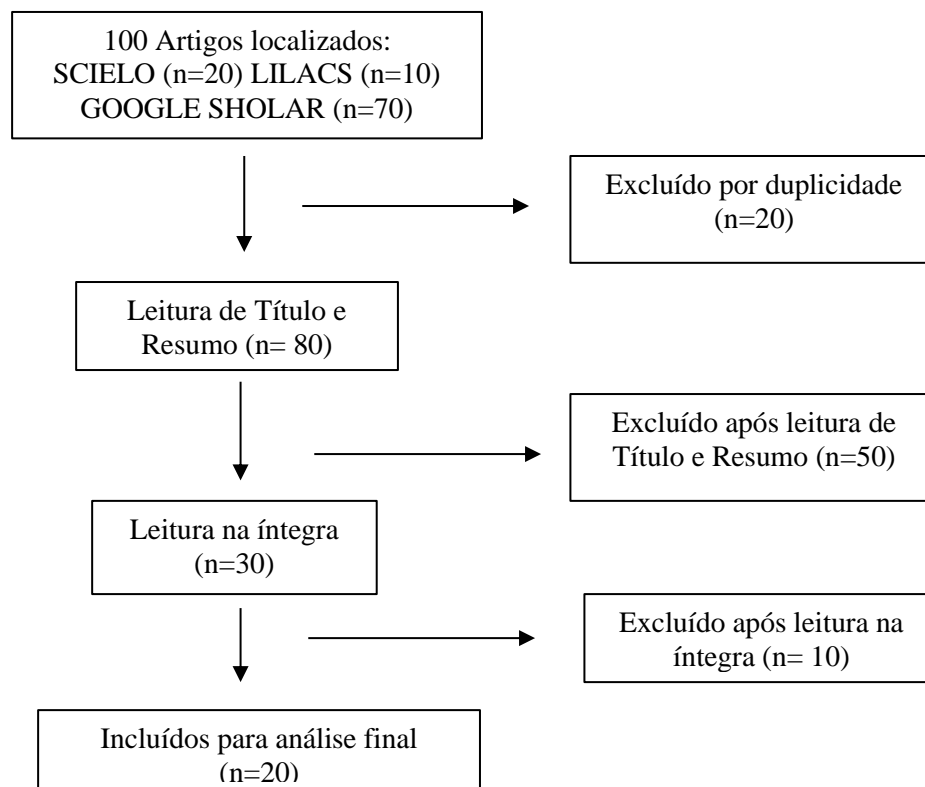 100 Artigos localizados:
SCIELO (n=20) LILACS (n=10)
GOOGLE SHOLAR (n=70)
Excluído por duplicidade
(n=20)
Leitura de Título e
Resumo (n= 80)
Excluído após leitura de
Título e Resumo (n=50)
Leitura na íntegra
(n=30)
Excluído após leitura na
íntegra (n= 10)
Incluídos para análise final
(n=20)